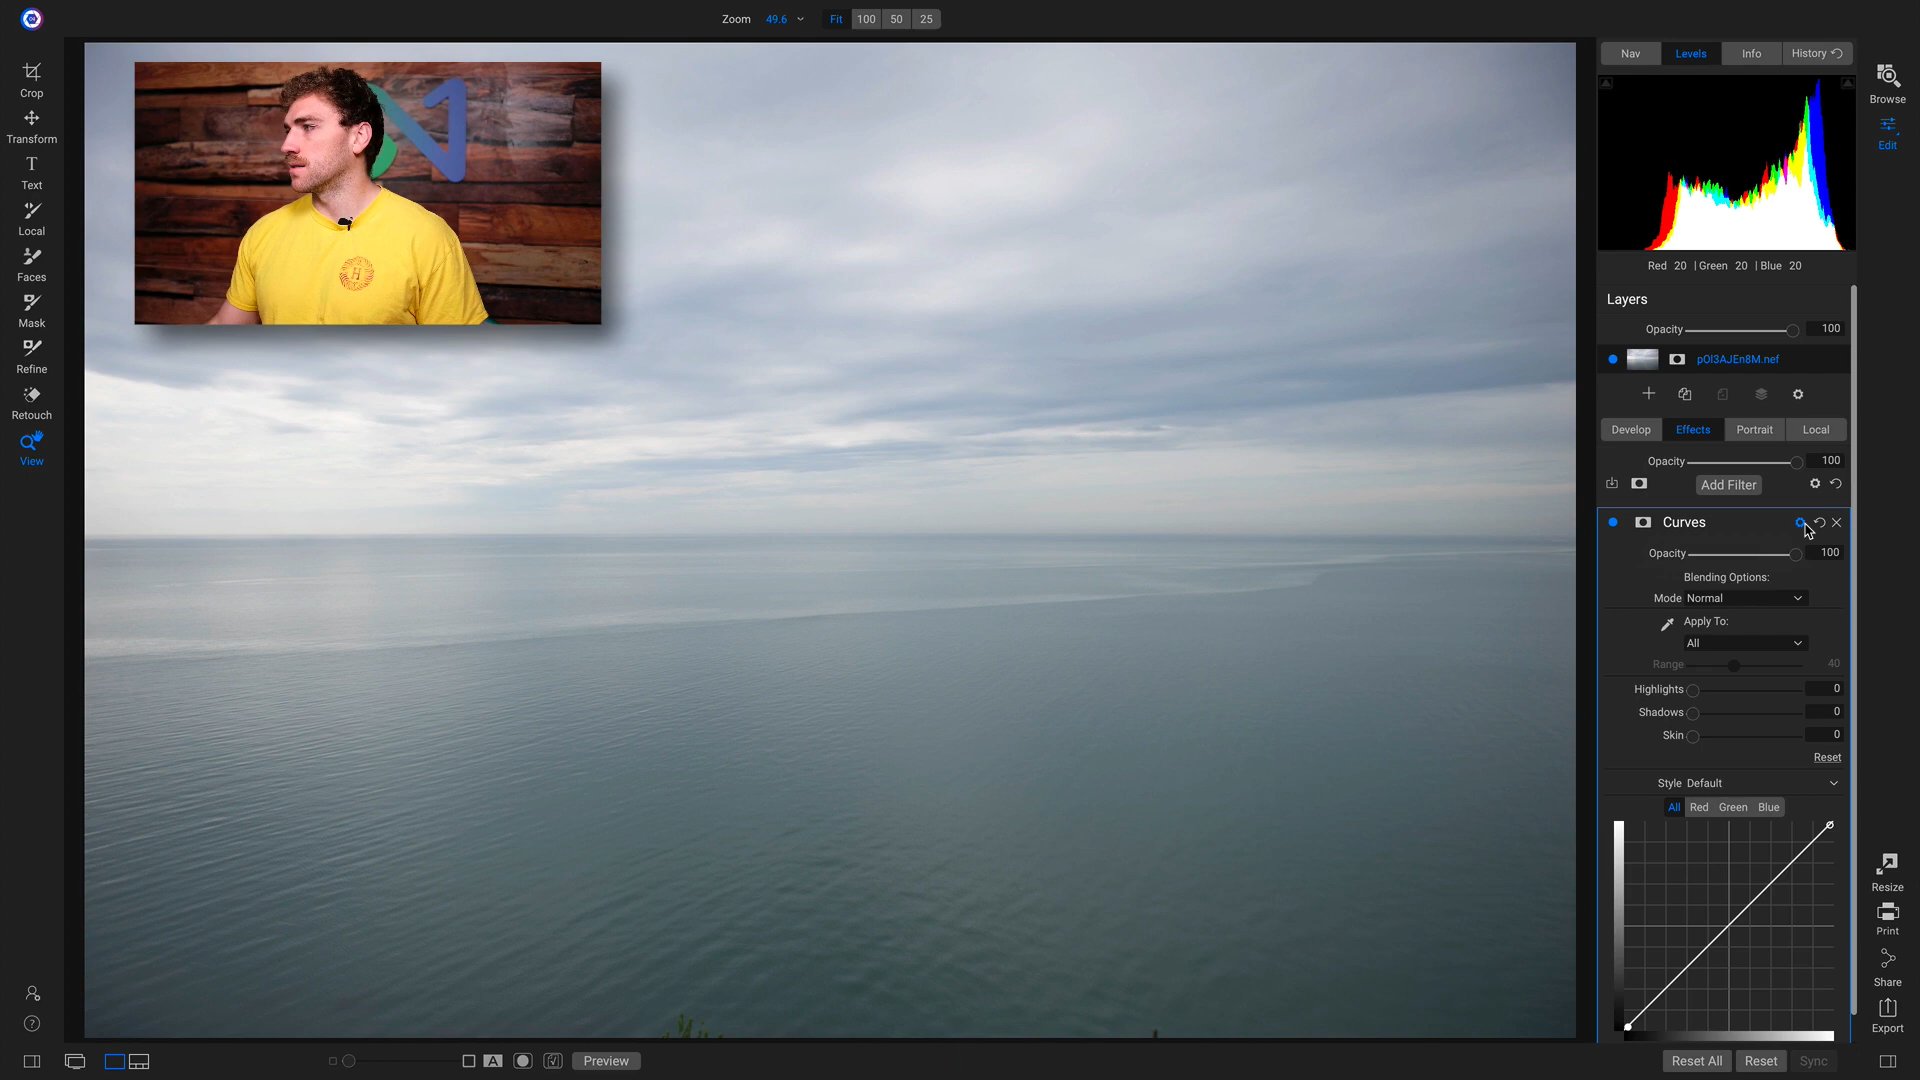 Zoom 49.6 Fit 100 50 25
Crop
Transform
T
Text
Local
Faces
Mask
Refine
Retouch
View
H
Nav Levels Info History
Red 20 | Green 20 | Blue 20
Layers
Opacity 100
pOI3AJEn8M.nef
Develop Effects Portrait Local
Opacity 100
Add Filter
Curves
Opacity 100
Blending Options:
Mode Normal
Apply To:
All
Range 40
Highlights 0
Shadows 0
Skin 0
Reset
Style Default
All Red Green Blue
Browse
Edit
Resize
Print
Share
Export
?
A Preview
Reset All Reset Sync